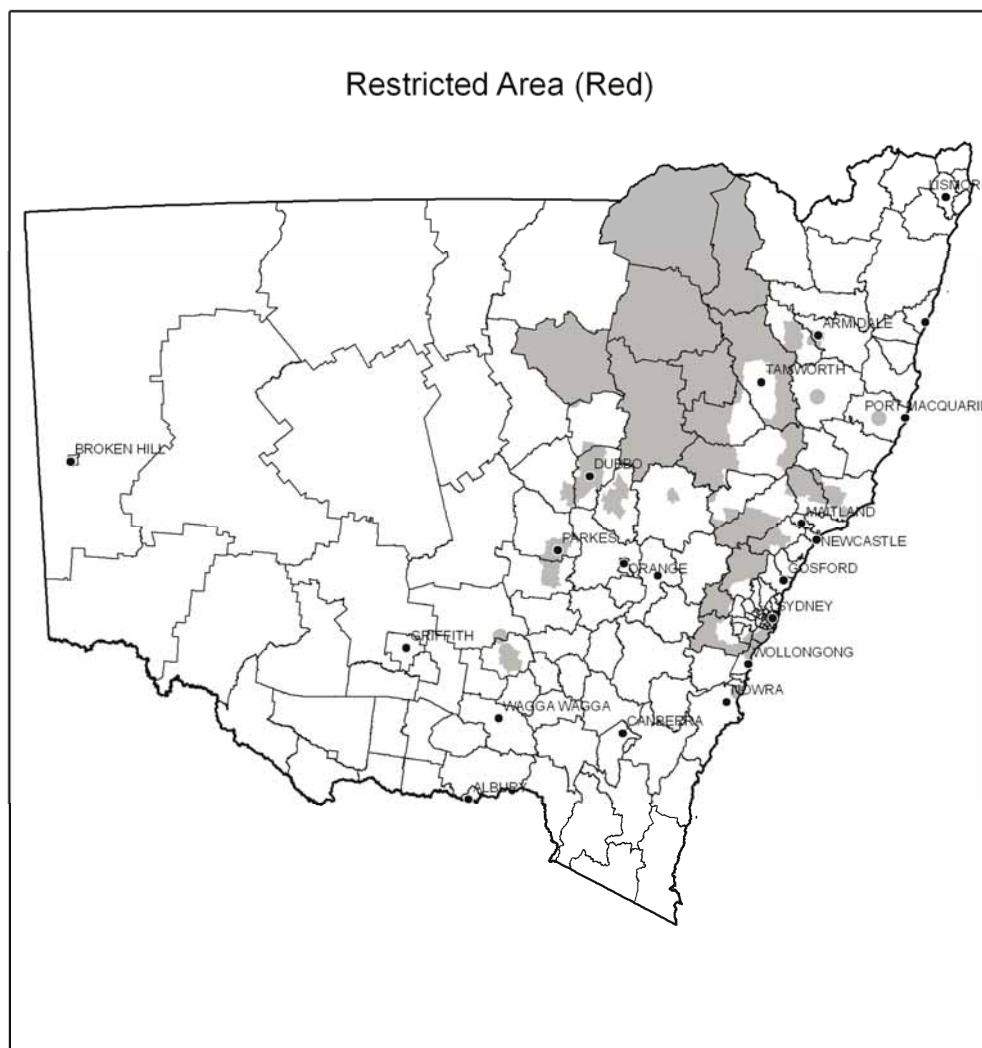 Restricted Area (Red)
LISMOR
ARMIDALE
TAMWORTH
PORT MACQUARIE
BROKEN HILL
DUBBO
MAITLAND
NEWCASTLE
PARKES
ORANGE
GOSFORD
SYDNEY
GRIFFITH
WOLLONGONG
NOWRA
WAGGA WAGGA
CANBERRA
ALBURY